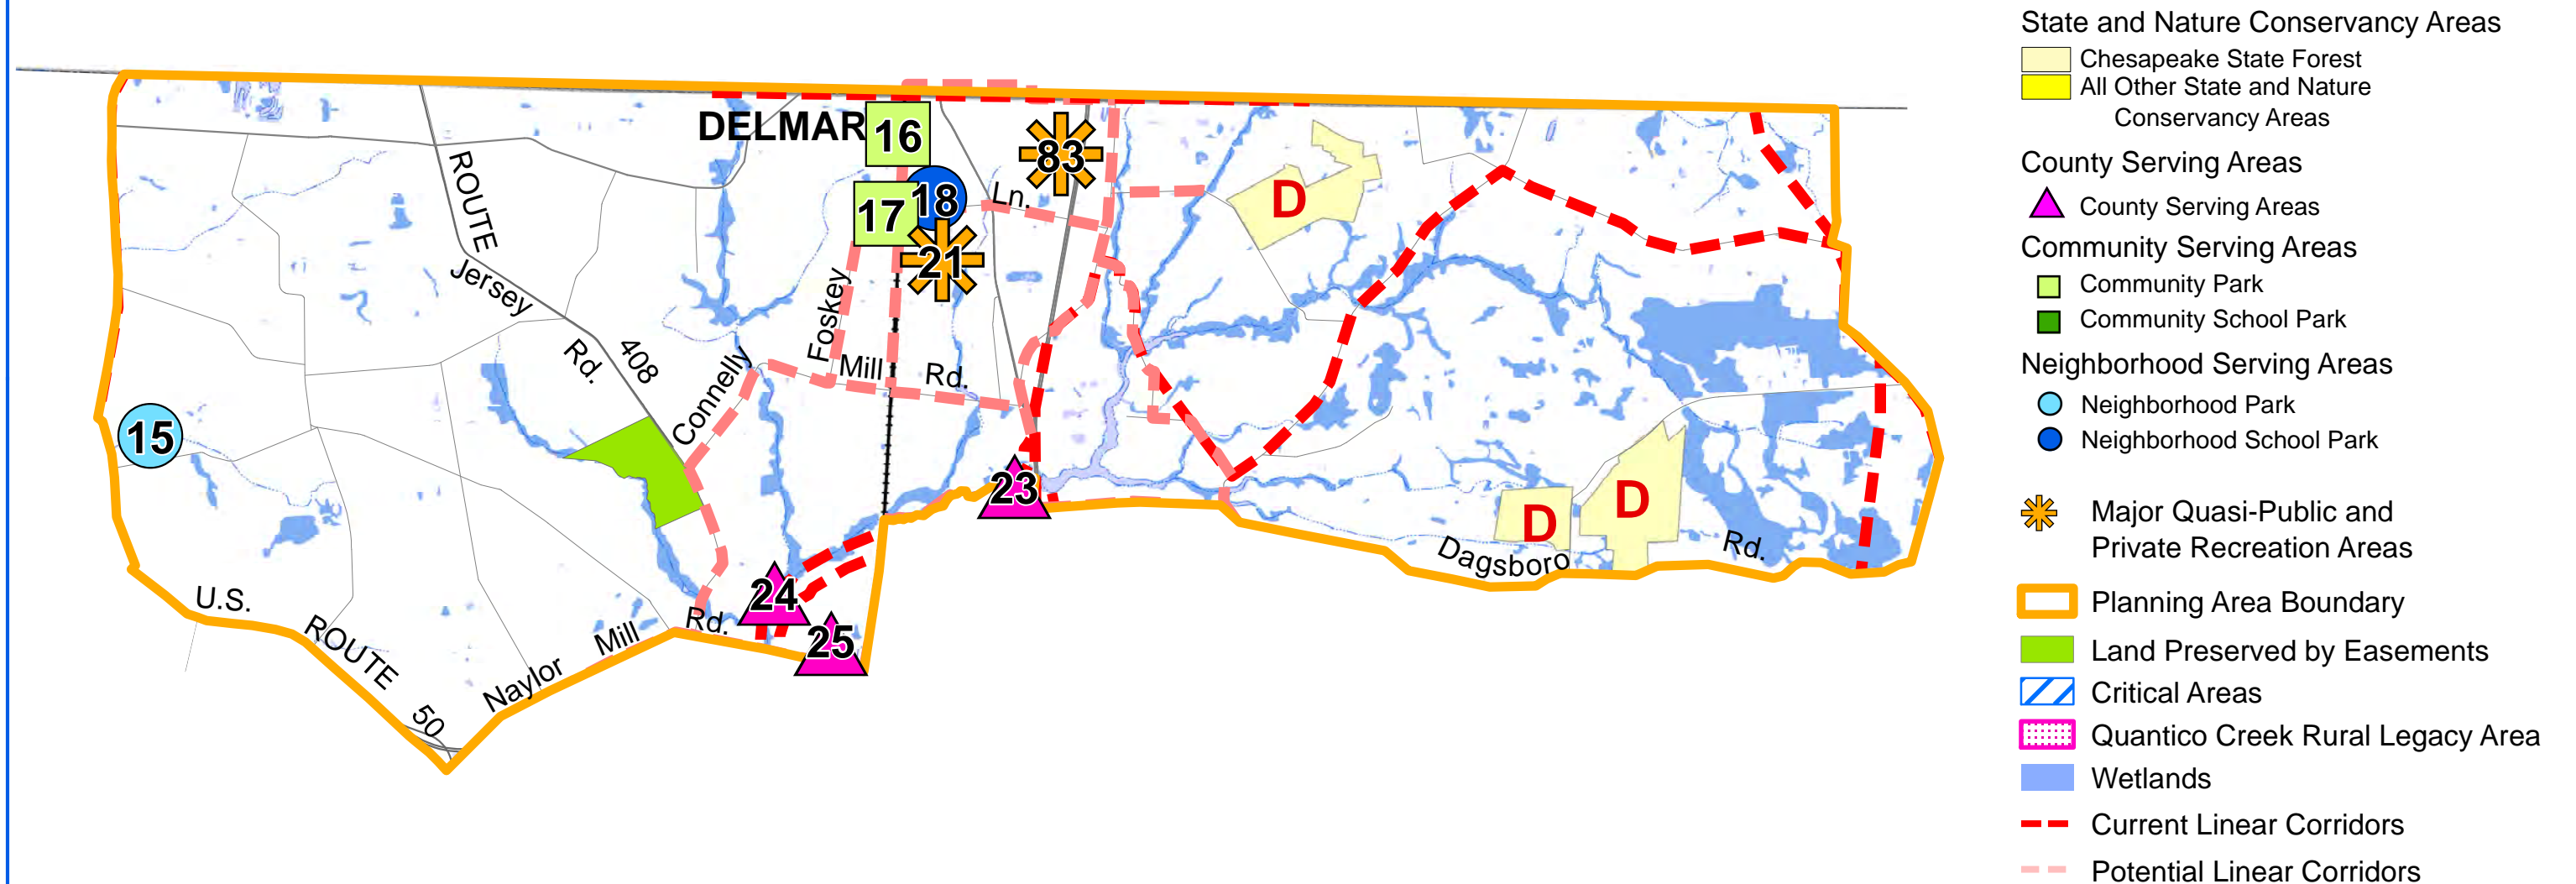 DELMAR
16
83
17
18
Ln.
21
ROUTE
Jersey
Rd.
408
Foskey
Connelly
Mill
Rd.
15
D
D
D
23
24
25
U.S.
ROUTE
50
Naylor
Mill
Rd.
Dagsboro
Rd.
State and Nature Conservancy Areas
Chesapeake State Forest
All Other State and Nature
Conservancy Areas
County Serving Areas
County Serving Areas
Community Serving Areas
Community Park
Community School Park
Neighborhood Serving Areas
Neighborhood Park
Neighborhood School Park
Major Quasi-Public and
Private Recreation Areas
Planning Area Boundary
Land Preserved by Easements
Critical Areas
Quantico Creek Rural Legacy Area
Wetlands
Current Linear Corridors
Potential Linear Corridors